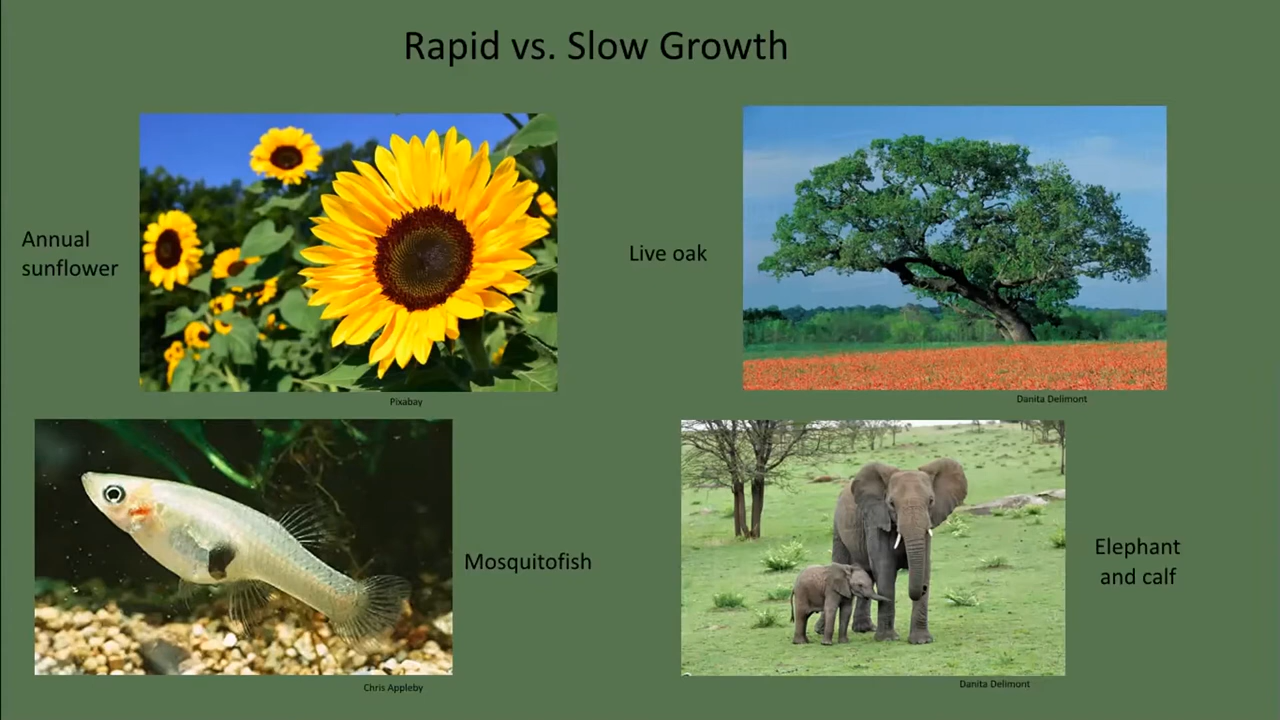 Rapid vs. Slow Growth
Annual
sunflower
Live oak
Pixabay
Danita Delimont
Mosquitofish
Elephant
and calf
Chris Appleby
Danita Delimont